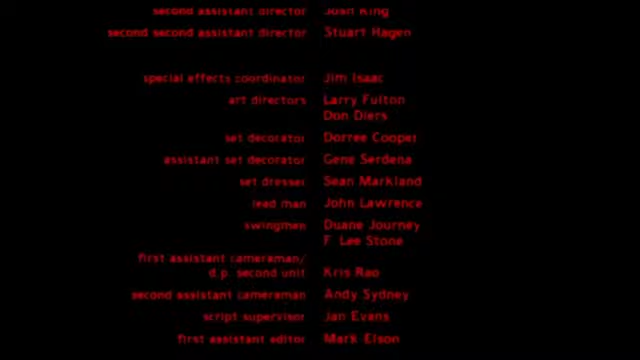 second assistant director Josh King
second second assistant director Stuart Hagen
special effects coordinator Jim Isaac
art directors Larry Fulton
Don Diers
set decorator Dorree Cooper
assistant set decorator Gene Serdena
set dresser Sean Markland
lead man John Lawrence
swingmen Duane Journey
F. Lee Stone
first assistant cameraman/
d.p. second unit Kris Rao
second assistant cameraman Andy Sydney
script supervisor Jan Evans
first assistant editor Mark Elson